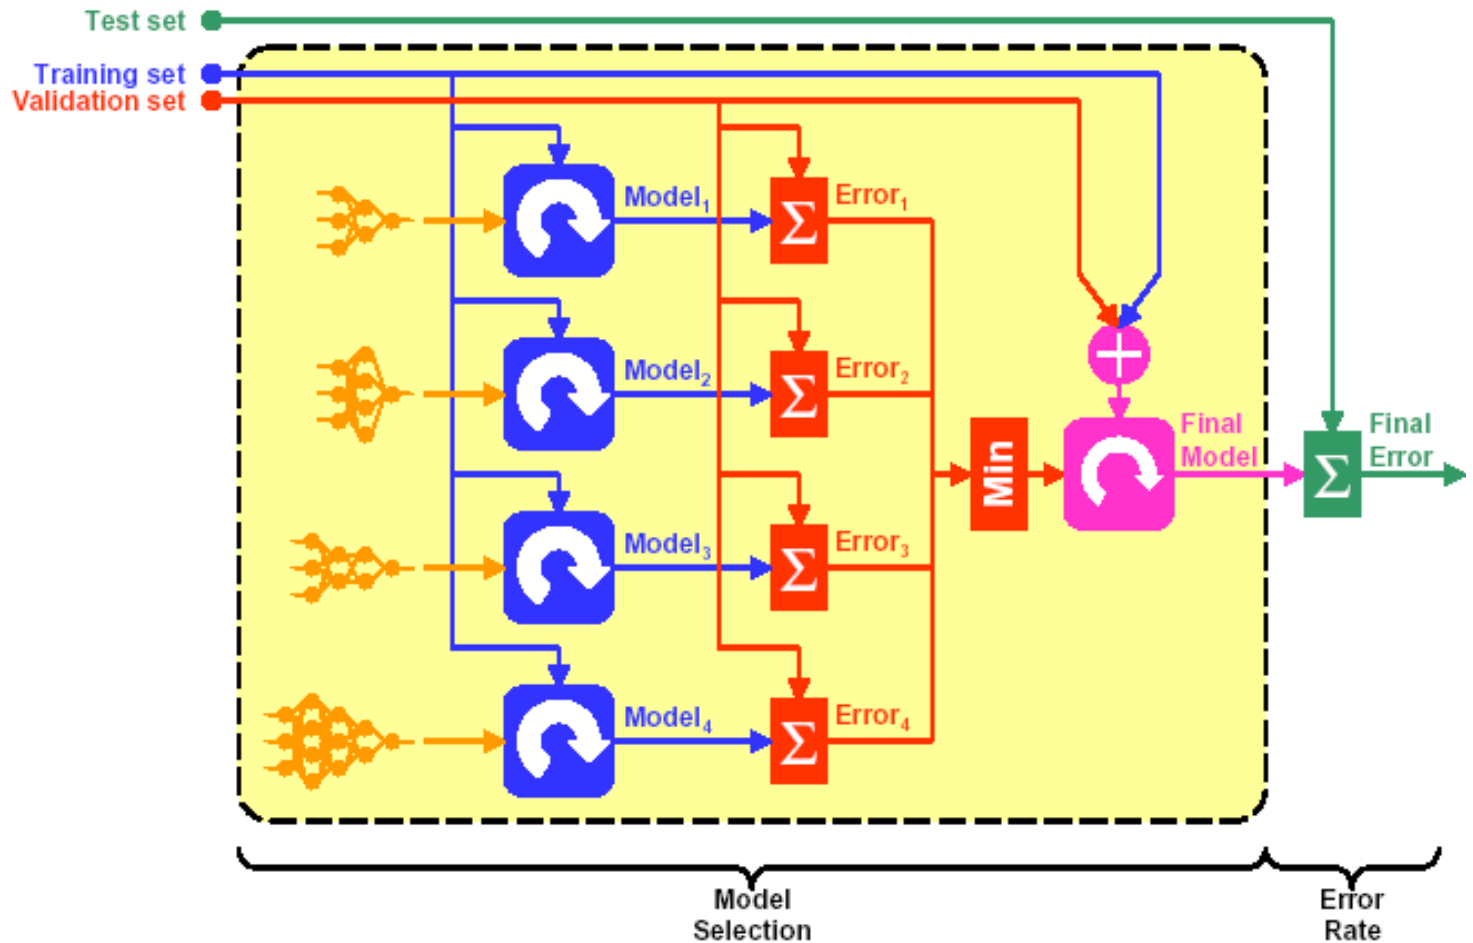 Test set
Training set
Validation set
Model₁
Error₁
Σ
Model₂
Error₂
Σ
Final
Model
Final
Error
Min
Σ
Model₃
Error₃
Σ
Model₄
Error₄
Σ
Model
Selection
Error
Rate